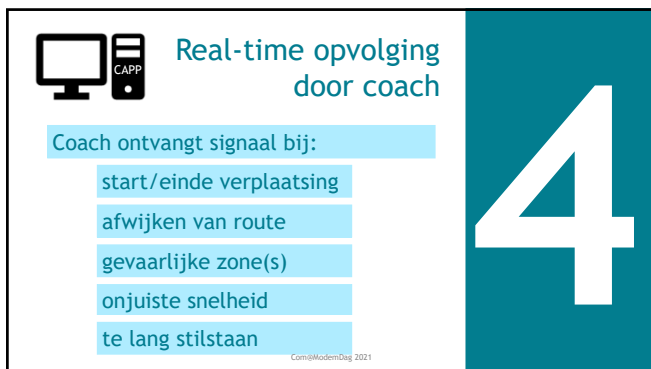 CAPP
Real-time opvolging
door coach
Coach ontvangt signaal bij:
start/einde verplaatsing
afwijken van route
gevaarlijke zone(s)
onjuiste snelheid
te lang stilstaan
Com@ModemDag 2021
4